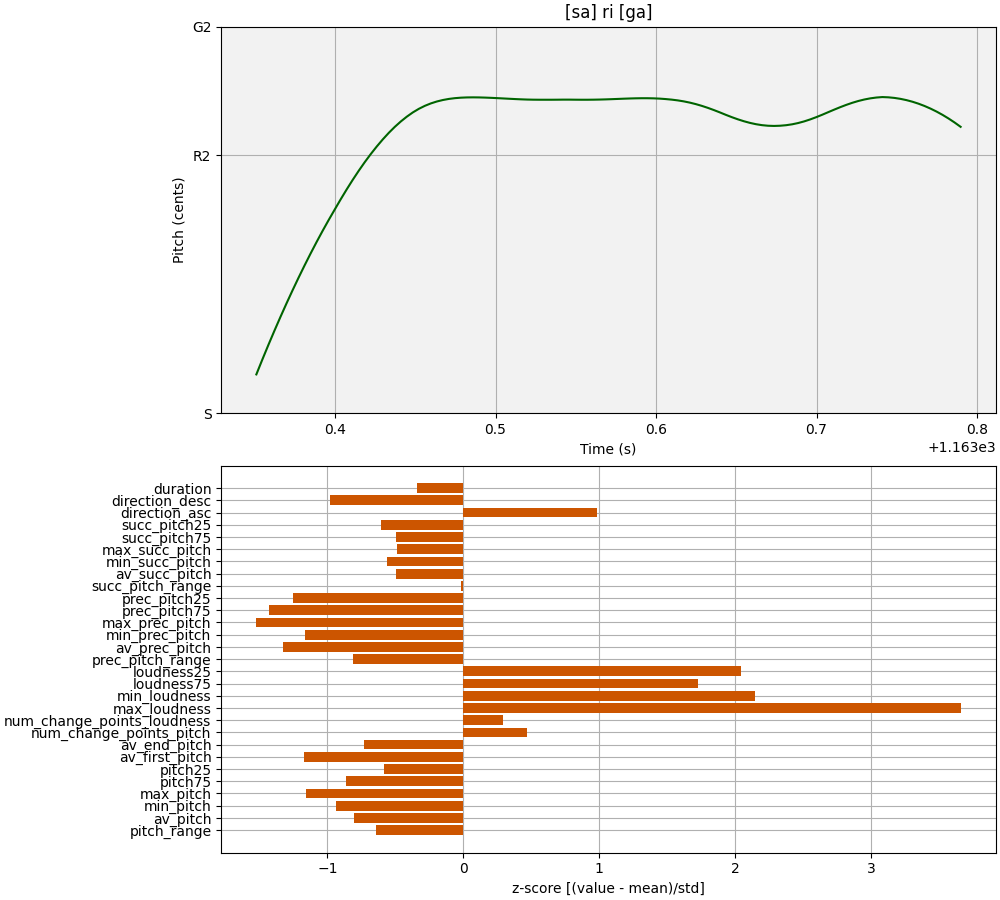 [sa] ri [ga]
G2
R2
S
Pitch (cents)
0.4 0.5 0.6 0.7 0.8
Time (s)
+1.163e3
duration
direction_desc
direction_asc
succ_pitch25
succ_pitch75
max_succ_pitch
min_succ_pitch
av_succ_pitch
succ_pitch_range
prec_pitch25
prec_pitch75
max_prec_pitch
min_prec_pitch
av_prec_pitch
prec_pitch_range
loudness25
loudness75
min_loudness
max_loudness
num_change_points_loudness
num_change_points_pitch
av_end_pitch
av_first_pitch
pitch25
pitch75
max_pitch
min_pitch
av_pitch
pitch_range
−1 0 1 2 3
z-score [(value - mean)/std]